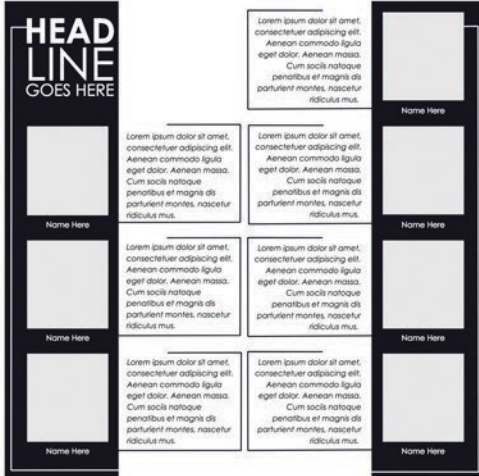 HEAD
LINE
GOES HERE
Lorem ipsum dolor sit amet,
consectetuer adipiscing elit.
Aenean commodo ligula
eget dolor. Aenean massa.
Cum sociis natoque
penatibus et magnis dis
parturient montes, nascetur
ridiculus mus.
Name Here
Lorem ipsum dolor sit amet,
consectetuer adipiscing elit.
Aenean commodo ligula
eget dolor. Aenean massa.
Cum sociis natoque
penatibus et magnis dis
parturient montes, nascetur
ridiculus mus.
Name Here
Lorem ipsum dolor sit amet,
consectetuer adipiscing elit.
Aenean commodo ligula
eget dolor. Aenean massa.
Cum sociis natoque
penatibus et magnis dis
parturient montes, nascetur
ridiculus mus.
Name Here
Lorem ipsum dolor sit amet,
consectetuer adipiscing elit.
Aenean commodo ligula
eget dolor. Aenean massa.
Cum sociis natoque
penatibus et magnis dis
parturient montes, nascetur
ridiculus mus.
Name Here
Lorem ipsum dolor sit amet,
consectetuer adipiscing elit.
Aenean commodo ligula
eget dolor. Aenean massa.
Cum sociis natoque
penatibus et magnis dis
parturient montes, nascetur
ridiculus mus.
Name Here
Lorem ipsum dolor sit amet,
consectetuer adipiscing elit.
Aenean commodo ligula
eget dolor. Aenean massa.
Cum sociis natoque
penatibus et magnis dis
parturient montes, nascetur
ridiculus mus.
Name Here
Lorem ipsum dolor sit amet,
consectetuer adipiscing elit.
Aenean commodo ligula
eget dolor. Aenean massa.
Cum sociis natoque
penatibus et magnis dis
parturient montes, nascetur
ridiculus mus.
Name Here